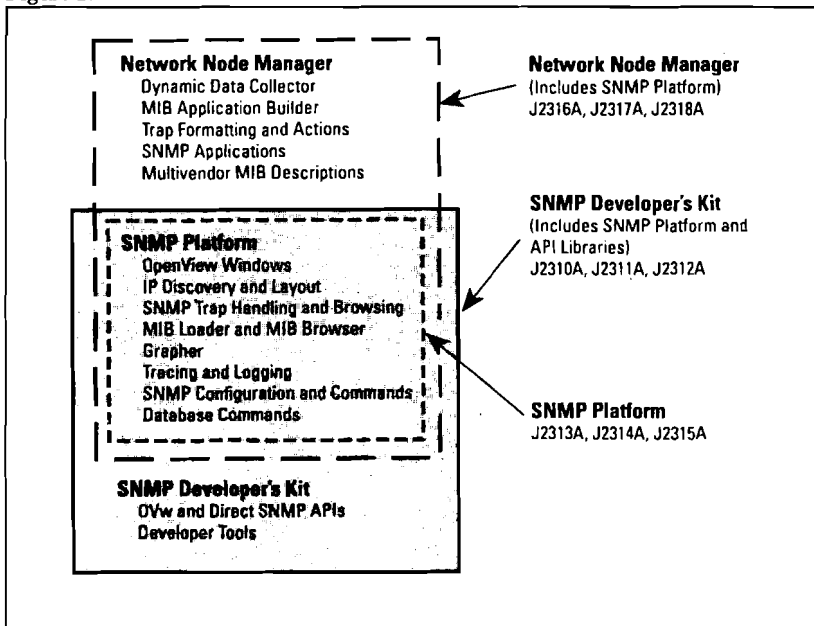 Network Node Manager
Dynamic Data Collector
MIB Application Builder
Trap Formatting and Actions
SNMP Applications
Multivendor MIB Descriptions
SNMP Platform
OpenView Windows
IP Discovery and Layout
SNMP Trap Handling and Browsing
MIB Loader and MIB Browser
Grapher
Tracing and Logging
SNMP Configuration and Commands
Database Commands
SNMP Developer's Kit
OVw and Direct SNMP APIs
Developer Tools
Network Node Manager
(Includes SNMP Platform)
J2316A, J2317A, J2318A
SNMP Developer's Kit
(Includes SNMP Platform and
API Libraries)
J2310A, J2311A, J2312A
SNMP Platform
J2313A, J2314A, J2315A